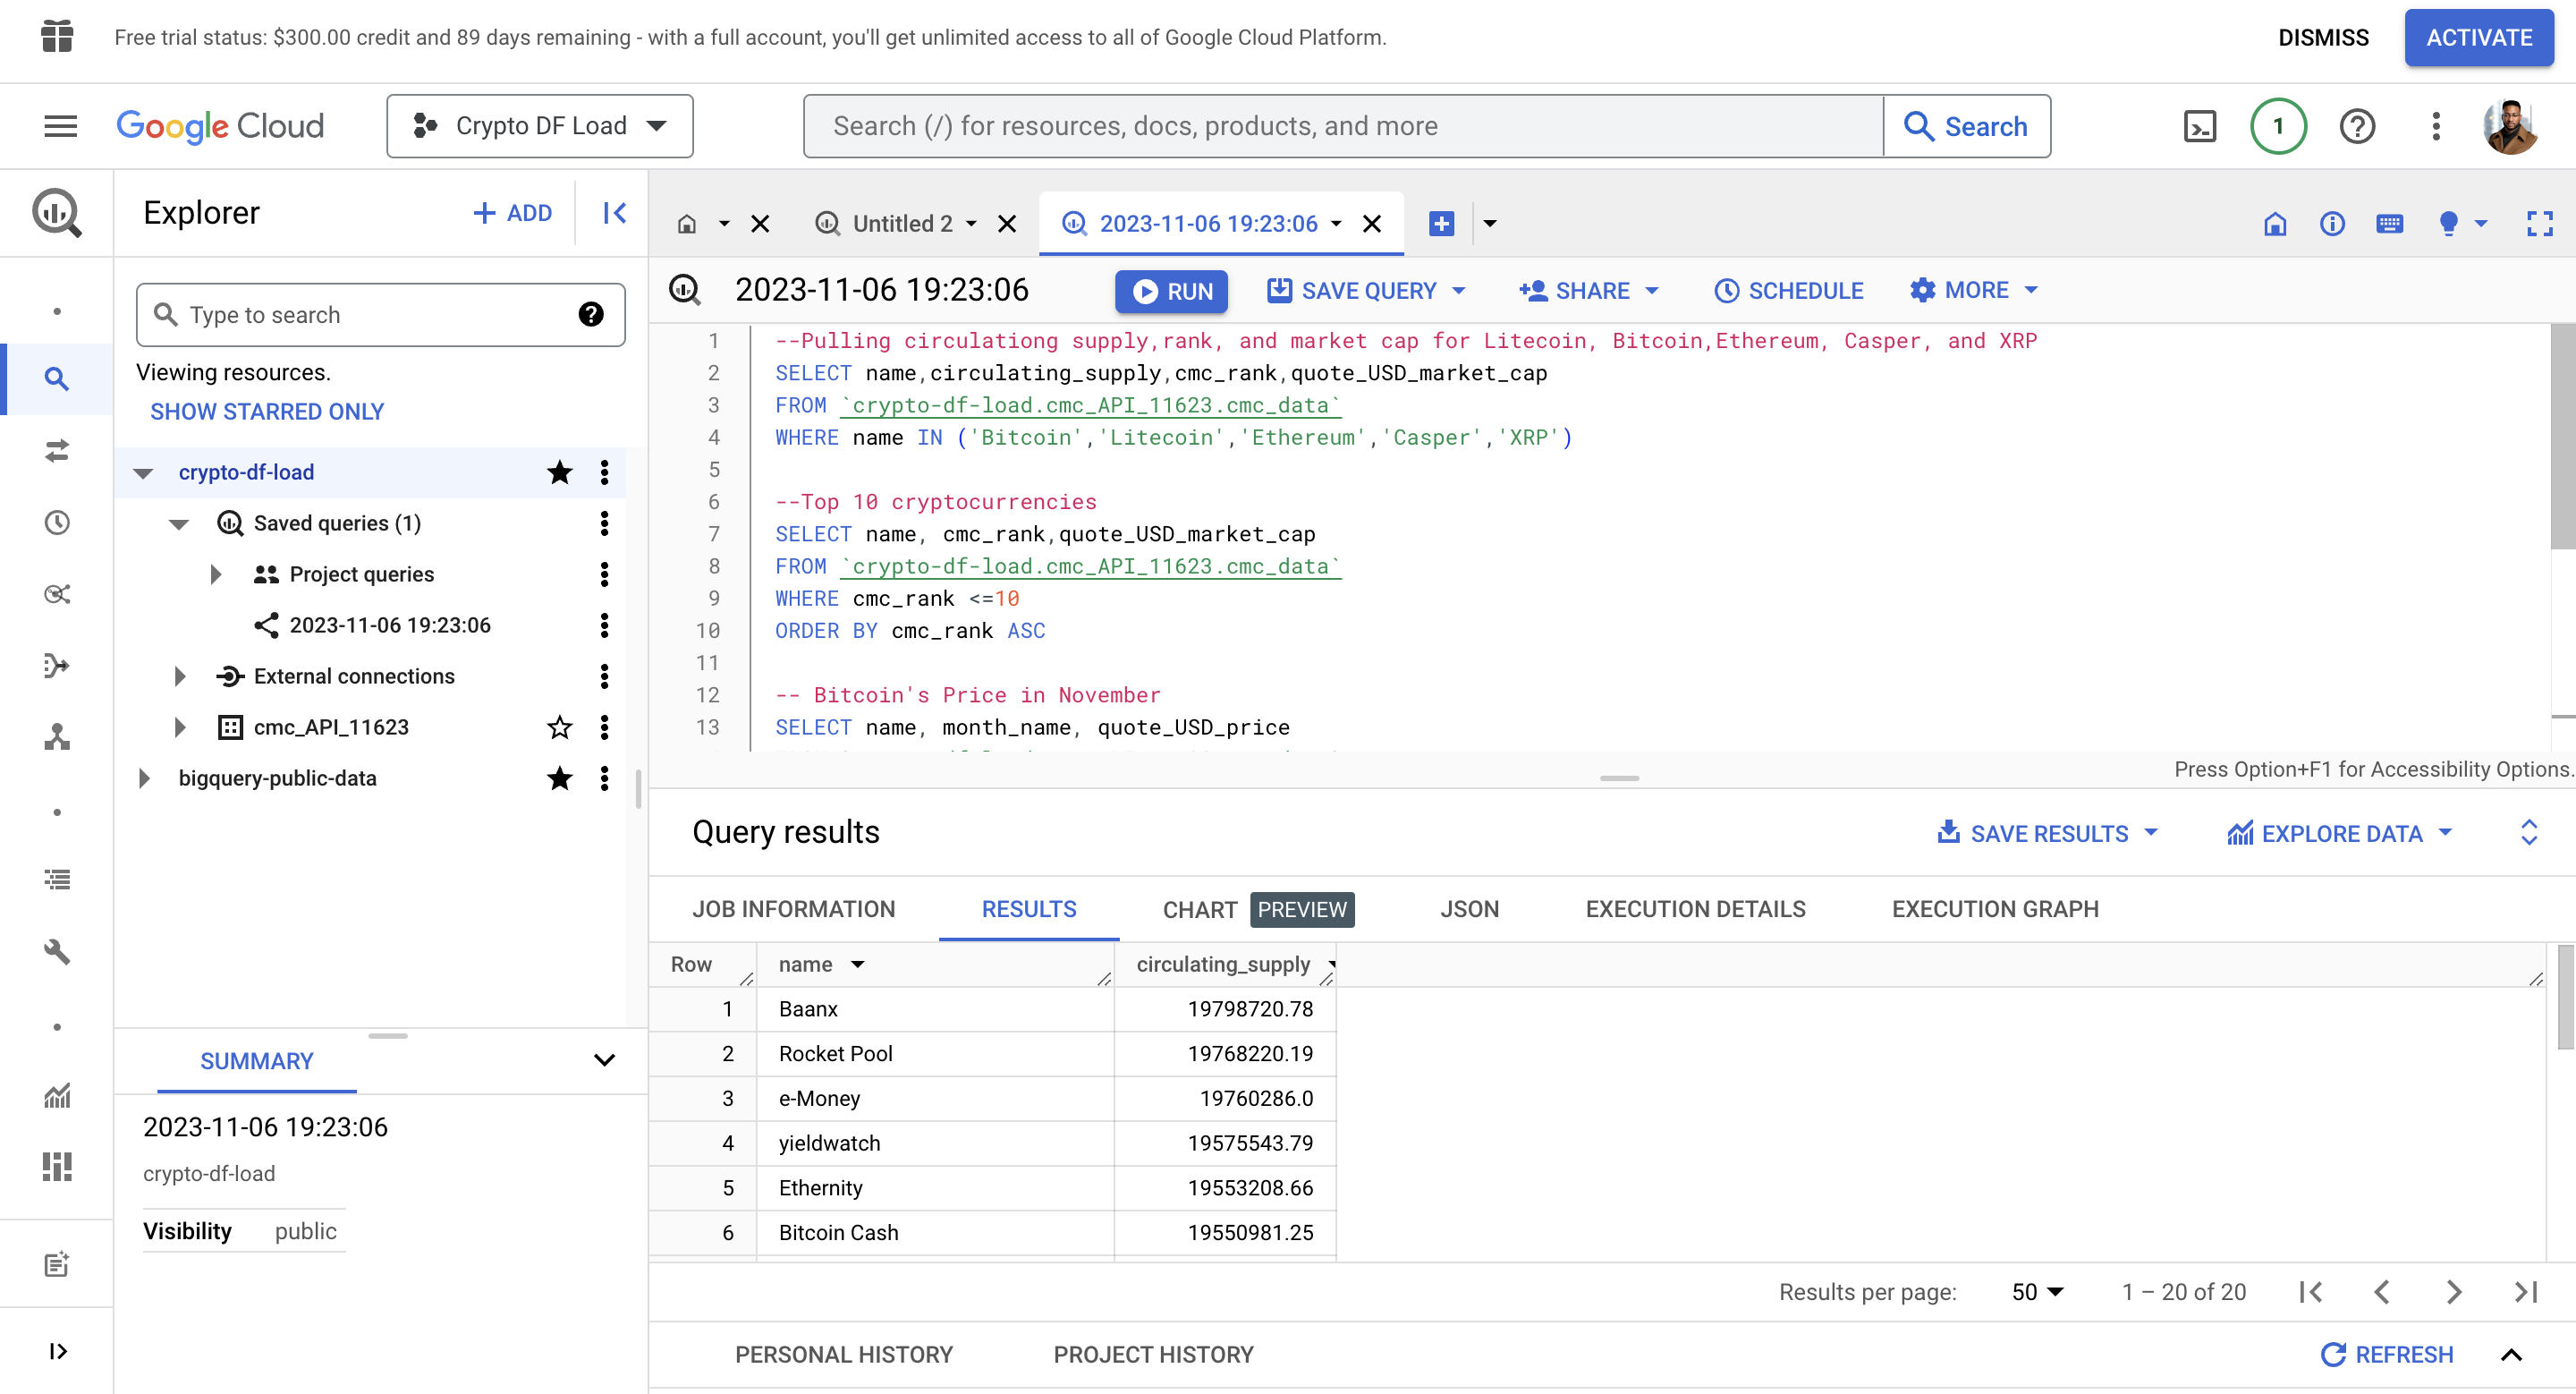 Free trial status: $300.00 credit and 89 days remaining - with a full account, you'll get unlimited access to all of Google Cloud Platform.
DISMISS
ACTIVATE
Google Cloud
Crypto DF Load
Search (/) for resources, docs, products, and more
Search
1
Explorer
+ ADD
Type to search
Viewing resources.
SHOW STARRED ONLY
crypto-df-load
Saved queries (1)
Project queries
2023-11-06 19:23:06
External connections
cmc_API_11623
bigquery-public-data
SUMMARY
2023-11-06 19:23:06
crypto-df-load
Visibility public
Untitled 2
2023-11-06 19:23:06
2023-11-06 19:23:06
RUN
SAVE QUERY
SHARE
SCHEDULE
MORE
1 --Pulling circulationg supply,rank, and market cap for Litecoin, Bitcoin,Ethereum, Casper, and XRP
2 SELECT name,circulating_supply,cmc_rank,quote_USD_market_cap
3 FROM `crypto-df-load.cmc_API_11623.cmc_data`
4 WHERE name IN ('Bitcoin','Litecoin','Ethereum','Casper','XRP')
5
6 --Top 10 cryptocurrencies
7 SELECT name, cmc_rank,quote_USD_market_cap
8 FROM `crypto-df-load.cmc_API_11623.cmc_data`
9 WHERE cmc_rank <=10
10 ORDER BY cmc_rank ASC
11
12 -- Bitcoin's Price in November
13 SELECT name, month_name, quote_USD_price
Press Option+F1 for Accessibility Options.
Query results
SAVE RESULTS
EXPLORE DATA
JOB INFORMATION
RESULTS
CHART PREVIEW
JSON
EXECUTION DETAILS
EXECUTION GRAPH
Row name circulating_supply
1 Baanx 19798720.78
2 Rocket Pool 19768220.19
3 e-Money 19760286.0
4 yieldwatch 19575543.79
5 Ethernity 19553208.66
6 Bitcoin Cash 19550981.25
Results per page: 50 1 – 20 of 20
PERSONAL HISTORY
PROJECT HISTORY
REFRESH